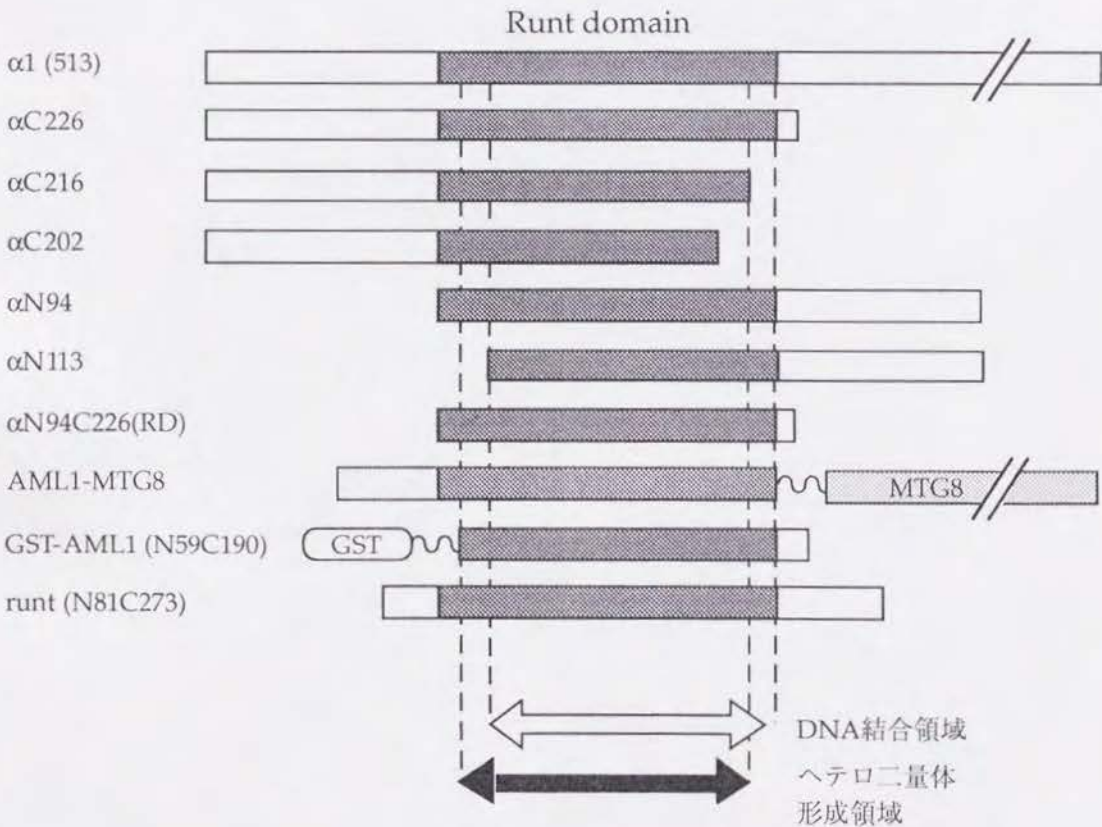 Runt domain
α1 (513)
αC226
αC216
αC202
αN94
αN113
αN94C226(RD)
AML1-MTG8
MTG8
GST-AML1 (N59C190)
GST
runt (N81C273)
DNA結合領域
ヘテロ二量体
形成領域